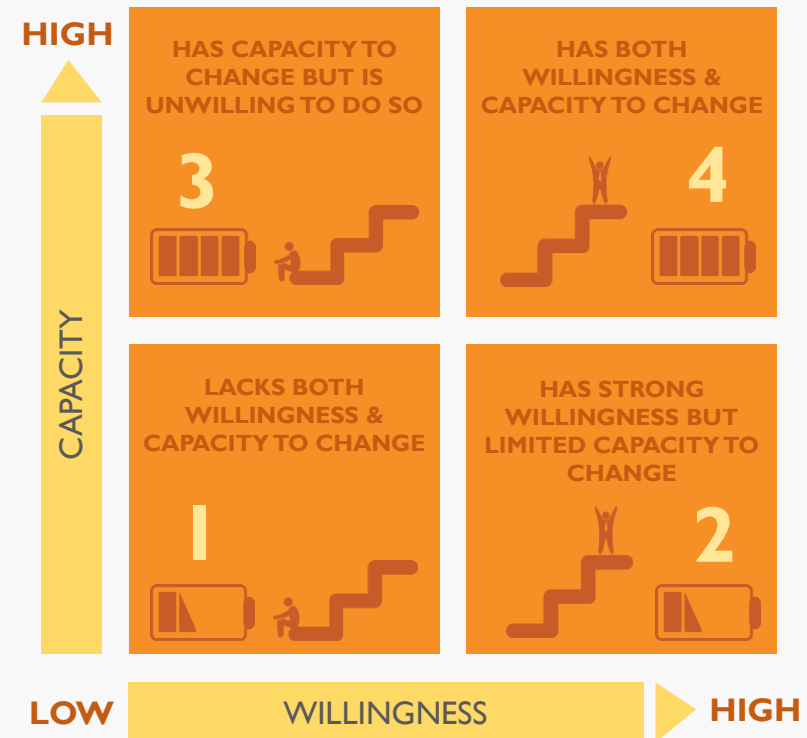 HIGH
HAS CAPACITY TO
CHANGE BUT IS
UNWILLING TO DO SO
3
HAS BOTH
WILLINGNESS &
CAPACITY TO CHANGE
4
CAPACITY
LACKS BOTH
WILLINGNESS &
CAPACITY TO CHANGE
1
HAS STRONG
WILLINGNESS BUT
LIMITED CAPACITY TO
CHANGE
2
LOW
WILLINGNESS
HIGH